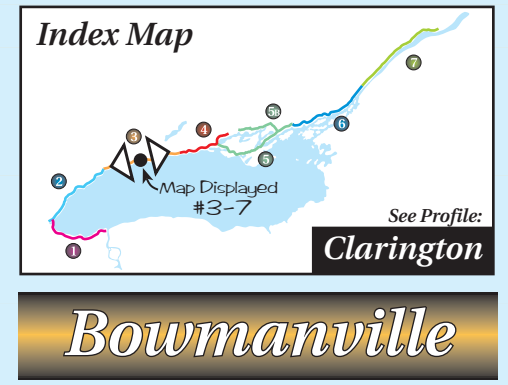 Index Map
7
5B
6
3
4
5
2
Map Displayed
#3-7
1
See Profile:
Clarington
Bowmanville